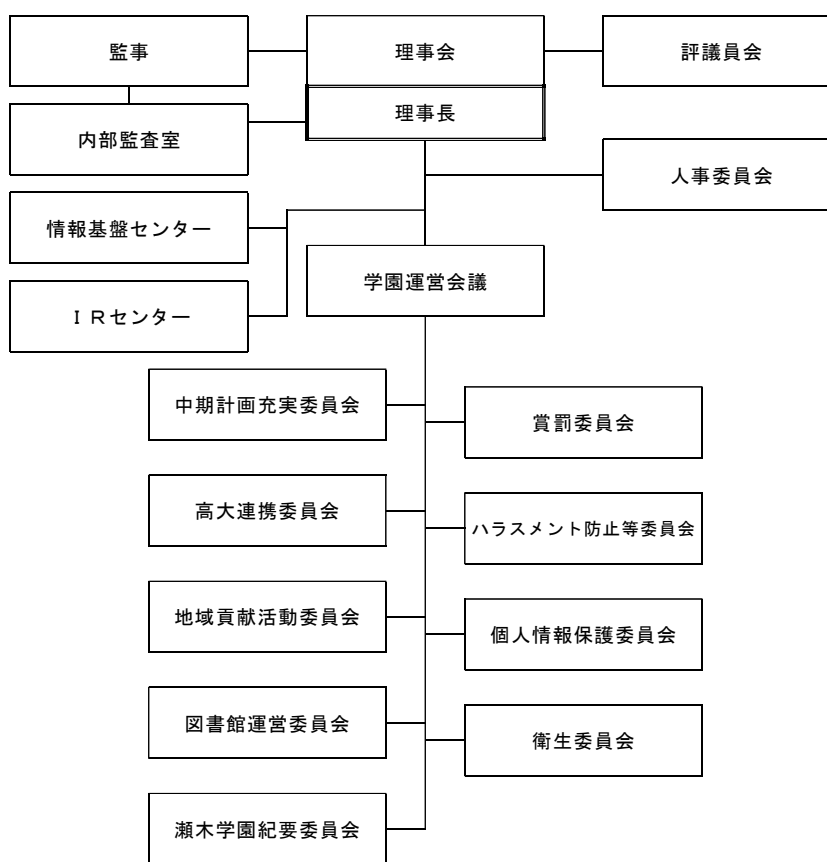 監事
理事会
評議員会
理事長
内部監査室
人事委員会
情報基盤センター
学園運営会議
ＩＲセンター
中期計画充実委員会
賞罰委員会
高大連携委員会
ハラスメント防止等委員会
地域貢献活動委員会
個人情報保護委員会
図書館運営委員会
衛生委員会
瀬木学園紀要委員会